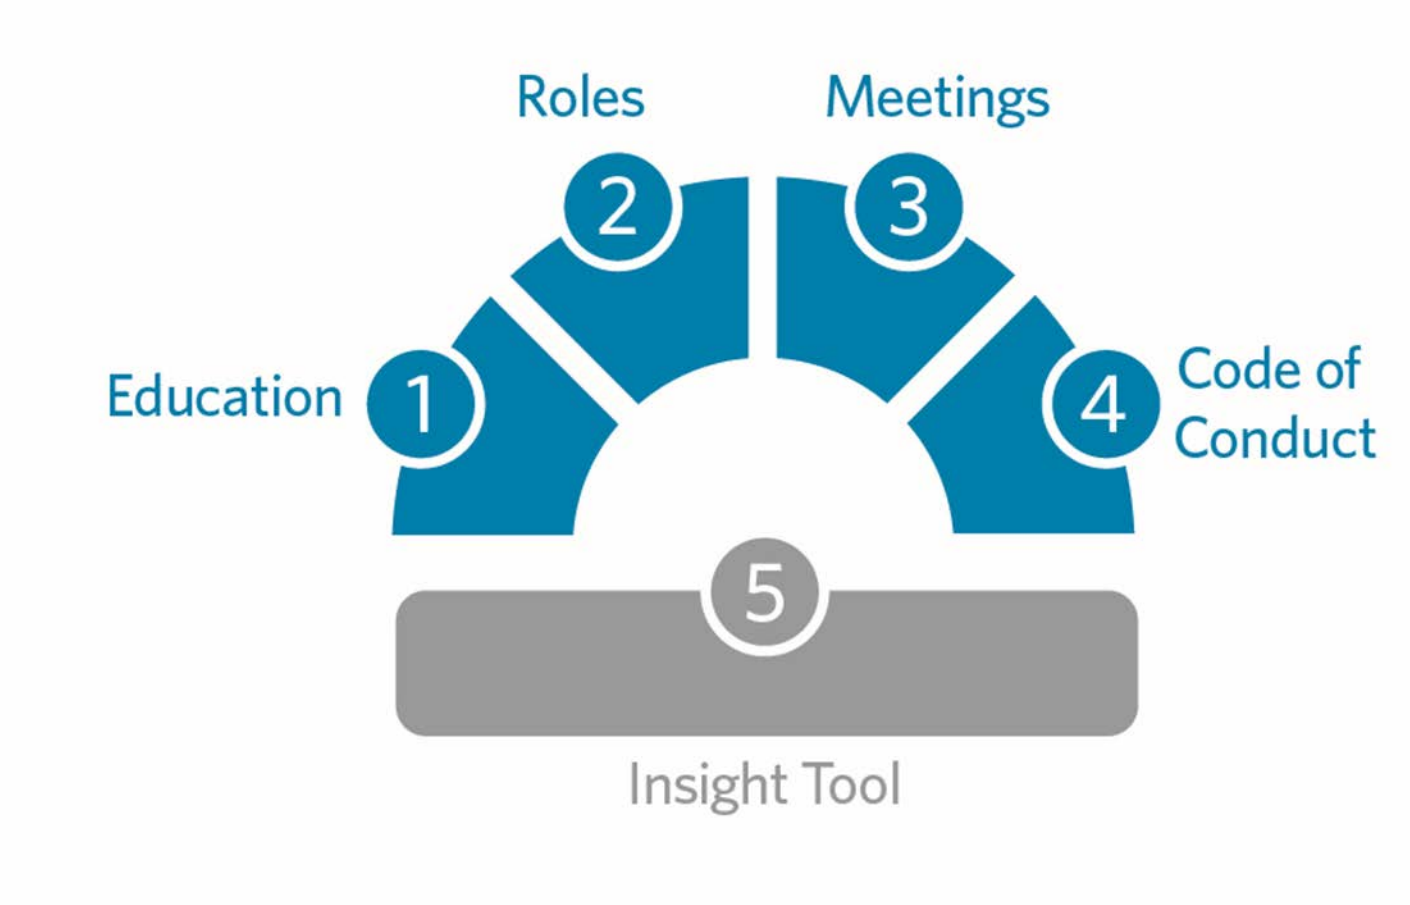 Roles
Meetings
2
3
Education
1
4
Code of
Conduct
5
Insight Tool